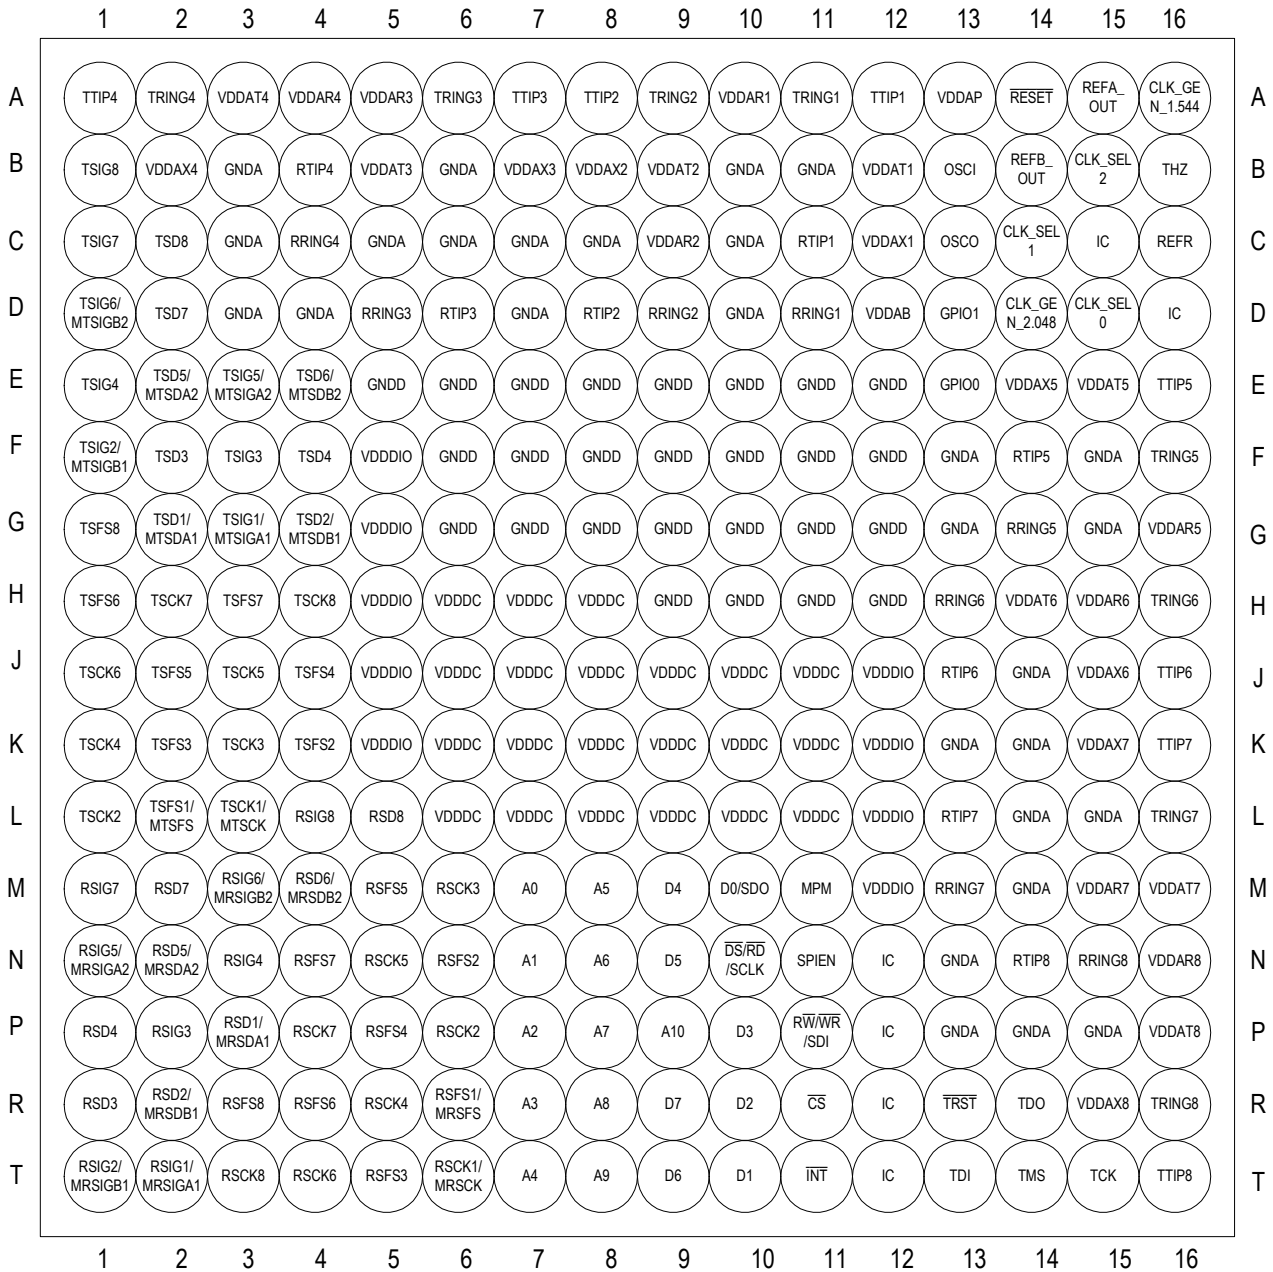 1 2 3 4 5 6 7 8 9 10 11 12 13 14 15 16
A TTIP4 TRING4 VDDAT4 VDDAR4 VDDAR3 TRING3 TTIP3 TTIP2 TRING2 VDDAR1 TRING1 TTIP1 VDDAP RESET REFA_ OUT CLK_GE N_1.544 A
B TSIG8 VDDAX4 GNDA RTIP4 VDDAT3 GNDA VDDAX3 VDDAX2 VDDAT2 GNDA GNDA VDDAT1 OSCI REFB_ OUT CLK_SEL 2 THZ B
C TSIG7 TSD8 GNDA RRING4 GNDA GNDA GNDA GNDA VDDAR2 GNDA RTIP1 VDDAX1 OSCO CLK_SEL 1 IC REFR C
D TSIG6/ MTSIGB2 TSD7 GNDA GNDA RRING3 RTIP3 GNDA RTIP2 RRING2 GNDA RRING1 VDDAB GPIO1 CLK_GE N_2.048 CLK_SEL 0 IC D
E TSIG4 TSD5/ MTSDA2 TSIG5/ MTSIGA2 TSD6/ MTSDB2 GNDD GNDD GNDD GNDD GNDD GNDD GNDD GNDD GPIO0 VDDAX5 VDDAT5 TTIP5 E
F TSIG2/ MTSIGB1 TSD3 TSIG3 TSD4 VDDDIO GNDD GNDD GNDD GNDD GNDD GNDD GNDD GNDA RTIP5 GNDA TRING5 F
G TSFS8 TSD1/ MTSDA1 TSIG1/ MTSIGA1 TSD2/ MTSDB1 VDDDIO GNDD GNDD GNDD GNDD GNDD GNDD GNDD GNDA RRING5 GNDA VDDAR5 G
H TSFS6 TSCK7 TSFS7 TSCK8 VDDDIO VDDDC VDDDC VDDDC GNDD GNDD GNDD GNDD RRING6 VDDAT6 VDDAR6 TRING6 H
J TSCK6 TSFS5 TSCK5 TSFS4 VDDDIO VDDDC VDDDC VDDDC VDDDC VDDDC VDDDC VDDDIO RTIP6 GNDA VDDAX6 TTIP6 J
K TSCK4 TSFS3 TSCK3 TSFS2 VDDDIO VDDDC VDDDC VDDDC VDDDC VDDDC VDDDC VDDDIO GNDA GNDA VDDAX7 TTIP7 K
L TSCK2 TSFS1/ MTSFS TSCK1/ MTSCK RSIG8 RSD8 VDDDC VDDDC VDDDC VDDDC VDDDC VDDDC VDDDIO RTIP7 GNDA GNDA TRING7 L
M RSIG7 RSD7 RSIG6/ MRSIGB2 RSD6/ MRSDB2 RSFS5 RSCK3 A0 A5 D4 D0/SDO MPM VDDDIO RRING7 GNDA VDDAR7 VDDAT7 M
N RSIG5/ MRSIGA2 RSD5/ MRSDA2 RSIG4 RSFS7 RSCK5 RSFS2 A1 A6 D5 DS/RD /SCLK SPIEN IC GNDA RTIP8 RRING8 VDDAR8 N
P RSD4 RSIG3 RSD1/ MRSDA1 RSCK7 RSFS4 RSCK2 A2 A7 A10 D3 RW/WR /SDI IC GNDA GNDA GNDA VDDAT8 P
R RSD3 RSD2/ MRSDB1 RSFS8 RSFS6 RSCK4 RSFS1/ MRSFS A3 A8 D7 D2 CS IC TRST TDO VDDAX8 TRING8 R
T RSIG2/ MRSIGB1 RSIG1/ MRSIGA1 RSCK8 RSCK6 RSFS3 RSCK1/ MRSCK A4 A9 D6 D1 INT IC TDI TMS TCK TTIP8 T
1 2 3 4 5 6 7 8 9 10 11 12 13 14 15 16